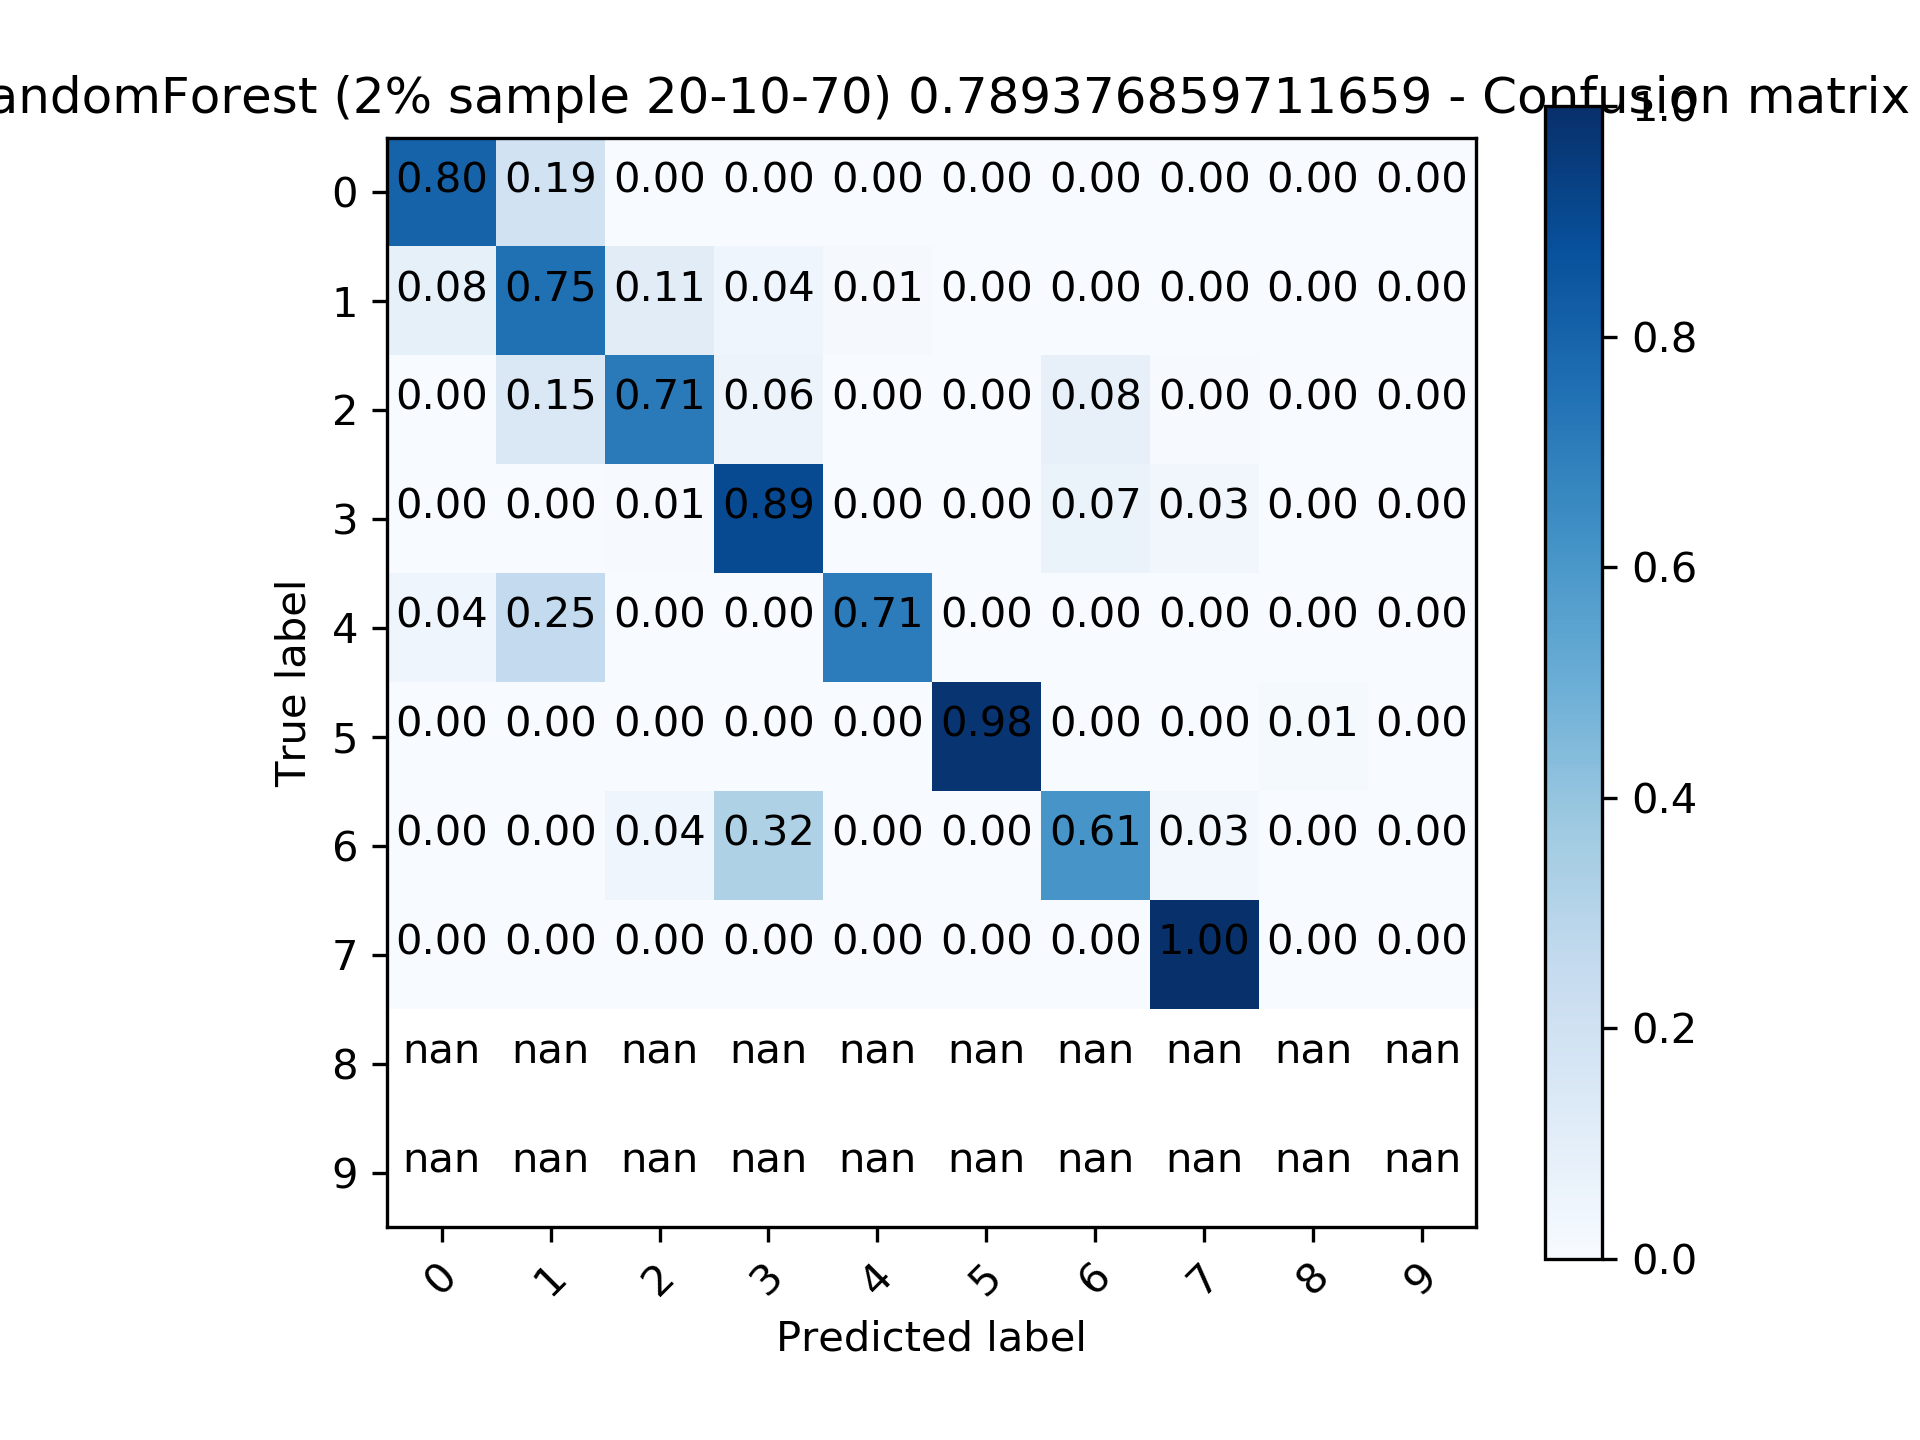 andomForest (2% sample 20-10-70) 0.789376859711659 - Confusion matrix
1.0
0 0.80 0.19 0.00 0.00 0.00 0.00 0.00 0.00 0.00 0.00
1 0.08 0.75 0.11 0.04 0.01 0.00 0.00 0.00 0.00 0.00
0.8
2 0.00 0.15 0.71 0.06 0.00 0.00 0.08 0.00 0.00 0.00
3 0.00 0.00 0.01 0.89 0.00 0.00 0.07 0.03 0.00 0.00
0.6
4 0.04 0.25 0.00 0.00 0.71 0.00 0.00 0.00 0.00 0.00
True label
5 0.00 0.00 0.00 0.00 0.00 0.98 0.00 0.00 0.01 0.00
0.4
6 0.00 0.00 0.04 0.32 0.00 0.00 0.61 0.03 0.00 0.00
7 0.00 0.00 0.00 0.00 0.00 0.00 0.00 1.00 0.00 0.00
0.2
8 nan nan nan nan nan nan nan nan nan nan
9 nan nan nan nan nan nan nan nan nan nan
0.0
0 1 2 3 4 5 6 7 8 9
Predicted label